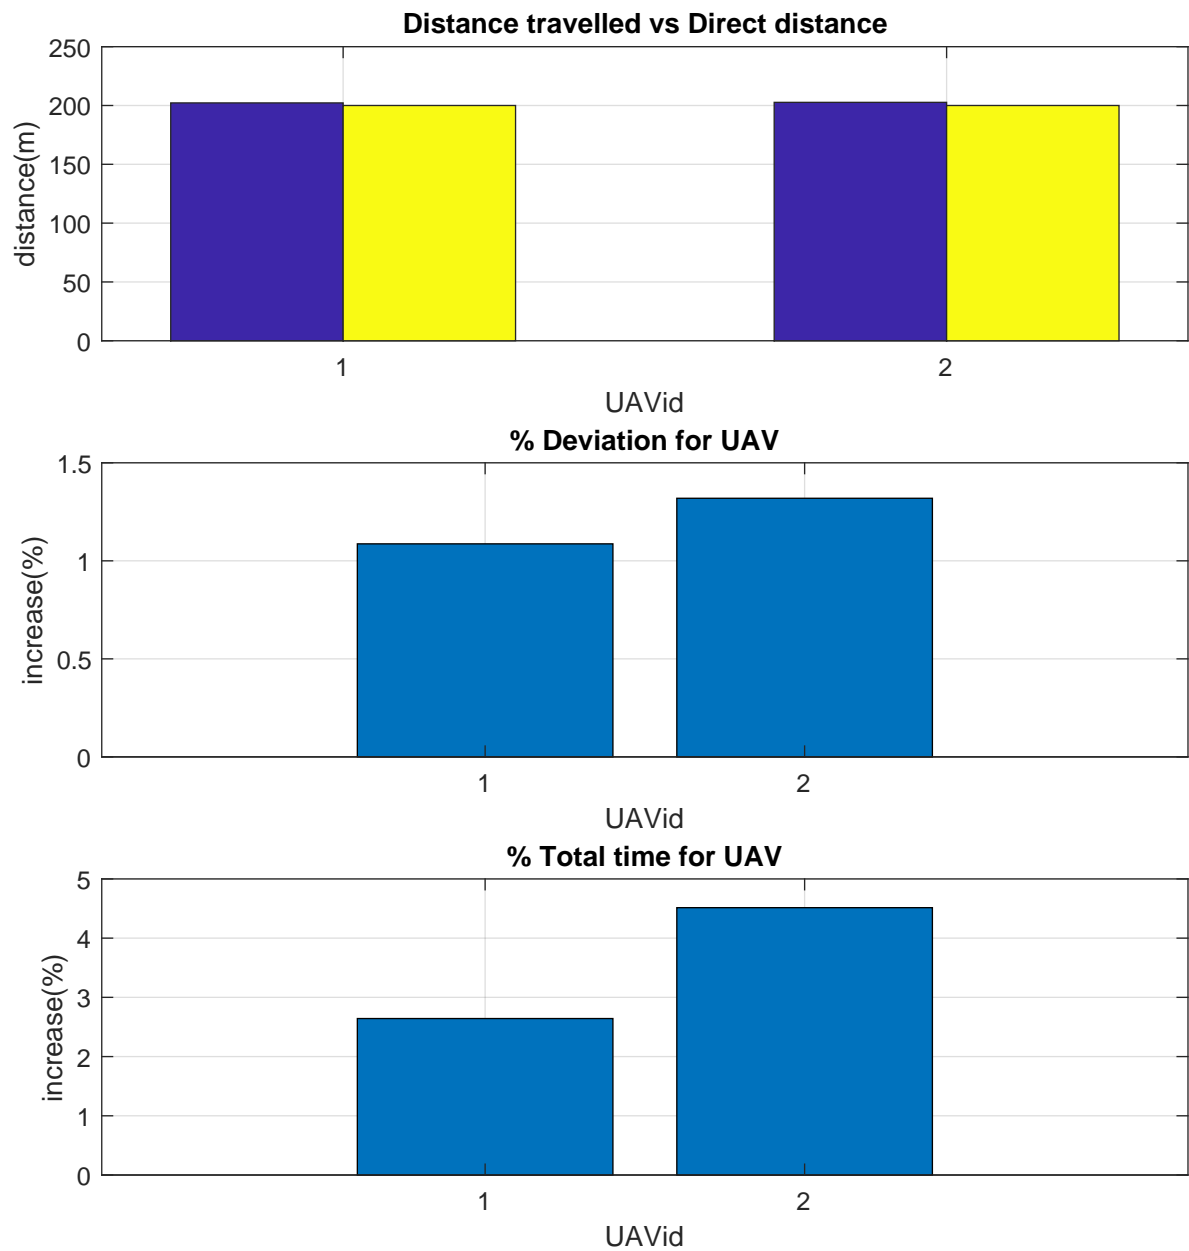 Distance travelled vs Direct distance
250
200
150
100
50
0
distance(m)
1 2
UAVid
% Deviation for UAV
1.5
1
0.5
0
increase(%)
1 2
UAVid
% Total time for UAV
5
4
3
2
1
0
increase(%)
1 2
UAVid